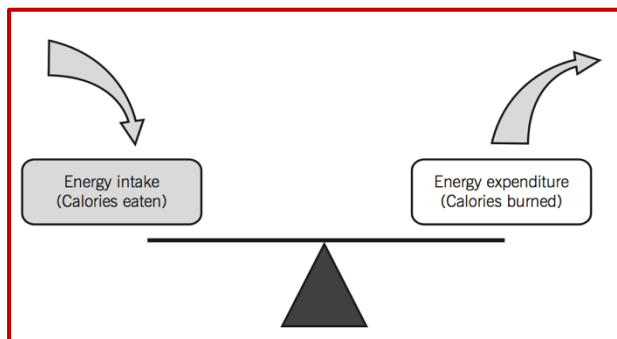 Energy intake
(Calories eaten)
Energy expenditure
(Calories burned)